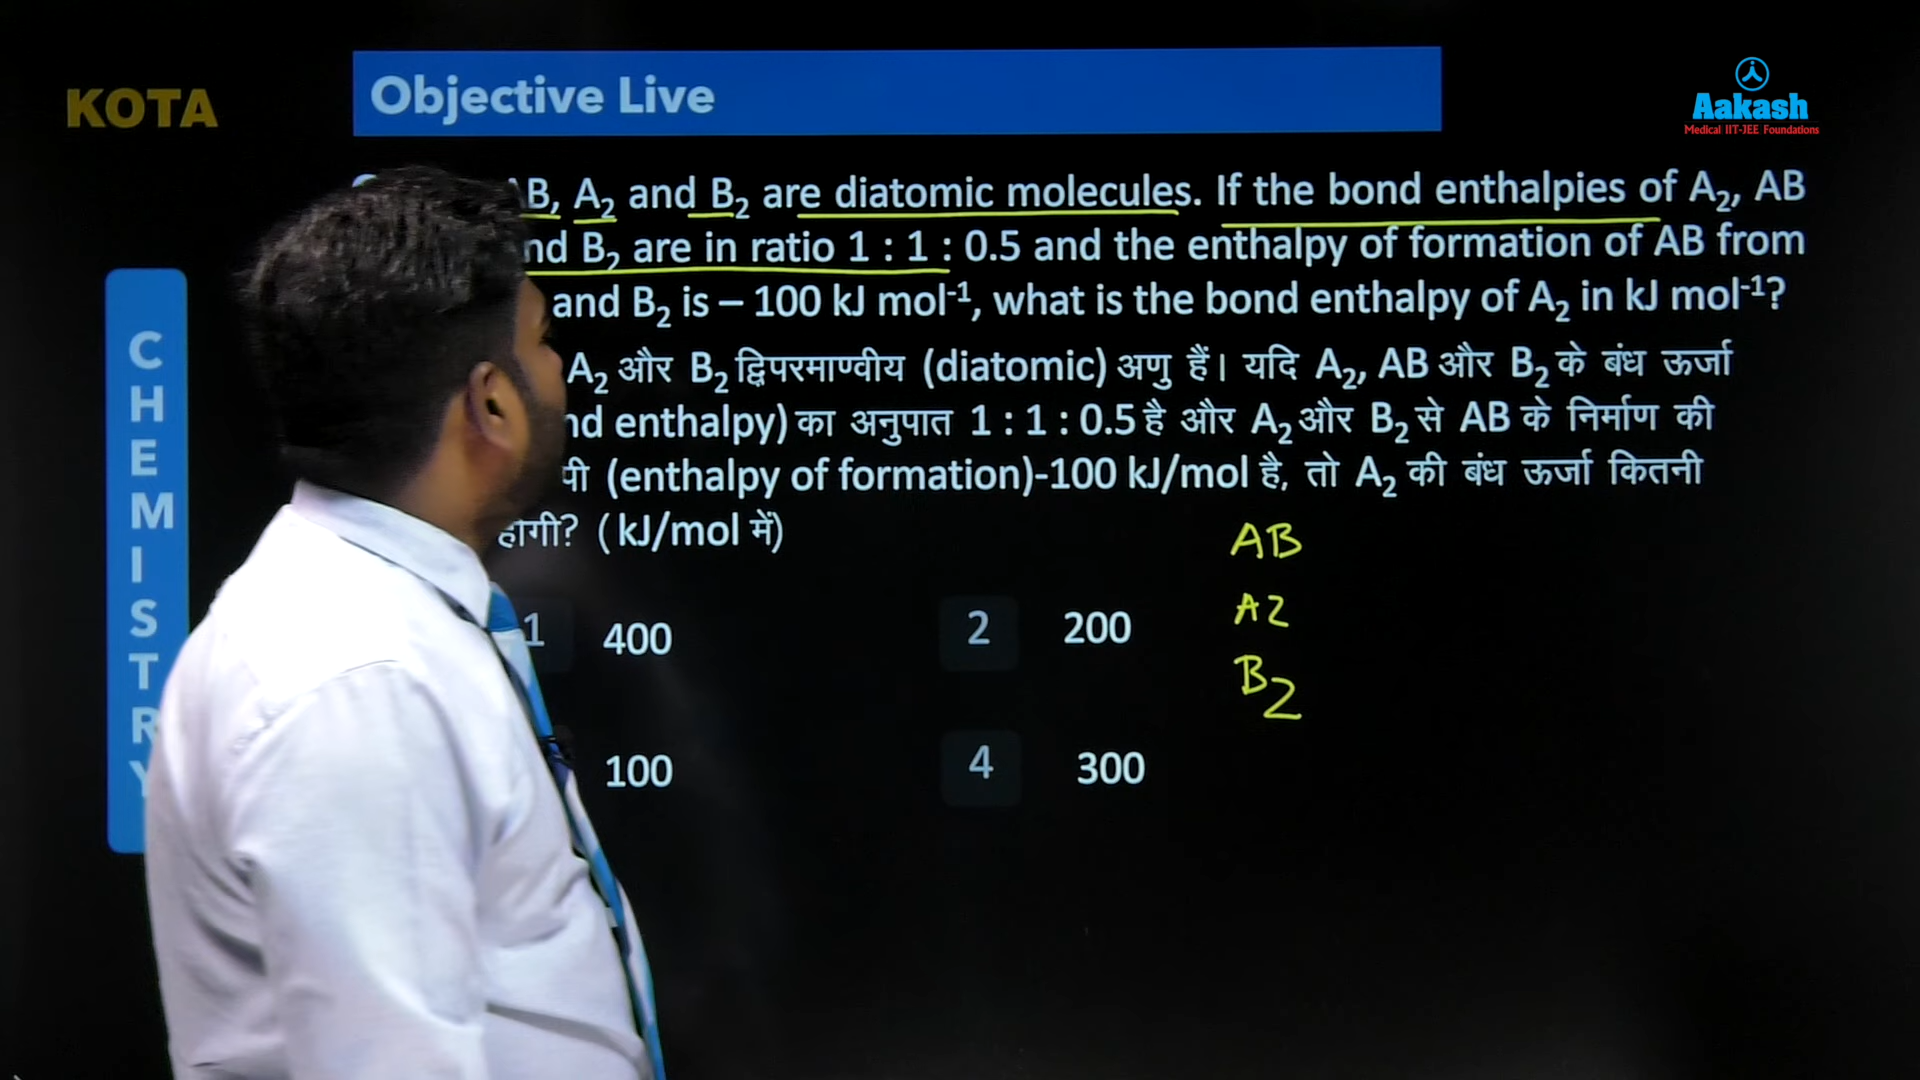 KOTA
Objective Live
Aakash
Medical IIT-JEE Foundations
AB, A2 and B2 are diatomic molecules. If the bond enthalpies of A2, AB
nd B2 are in ratio 1 : 1 : 0.5 and the enthalpy of formation of AB from
and B2 is – 100 kJ mol-1, what is the bond enthalpy of A2 in kJ mol-1?
A2 और B2 द्विपरमाण्वीय (diatomic) अणु हैं। यदि A2, AB और B2 के बंध ऊर्जा
nd enthalpy) का अनुपात 1 : 1 : 0.5 है और A2 और B2 से AB के निर्माण की
पी (enthalpy of formation)-100 kJ/mol है, तो A2 की बंध ऊर्जा कितनी
होगी? ( kJ/mol में)
AB
A2
B2
1 400
2 200
100
4 300
CHEMISTRY